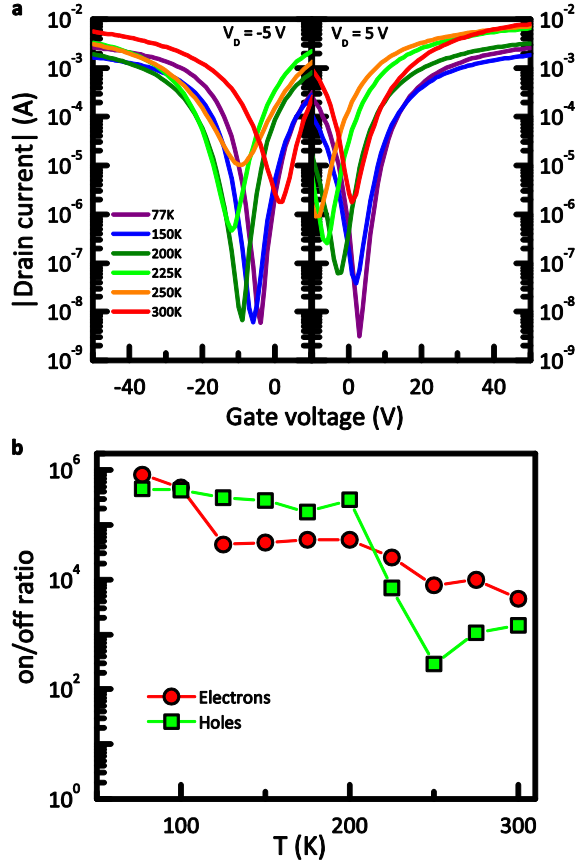 a
V_D = -5 V
V_D = 5 V
10^-2
10^-3
10^-4
10^-5
10^-6
10^-7
10^-8
10^-9
10^-2
10^-3
10^-4
10^-5
10^-6
10^-7
10^-8
10^-9
|Drain current| (A)
77K
150K
200K
225K
250K
300K
-40 -20 0 0 20 40
Gate voltage (V)
b
10^6
10^4
10^2
10^0
on/off ratio
Electrons
Holes
100 200 300
T (K)